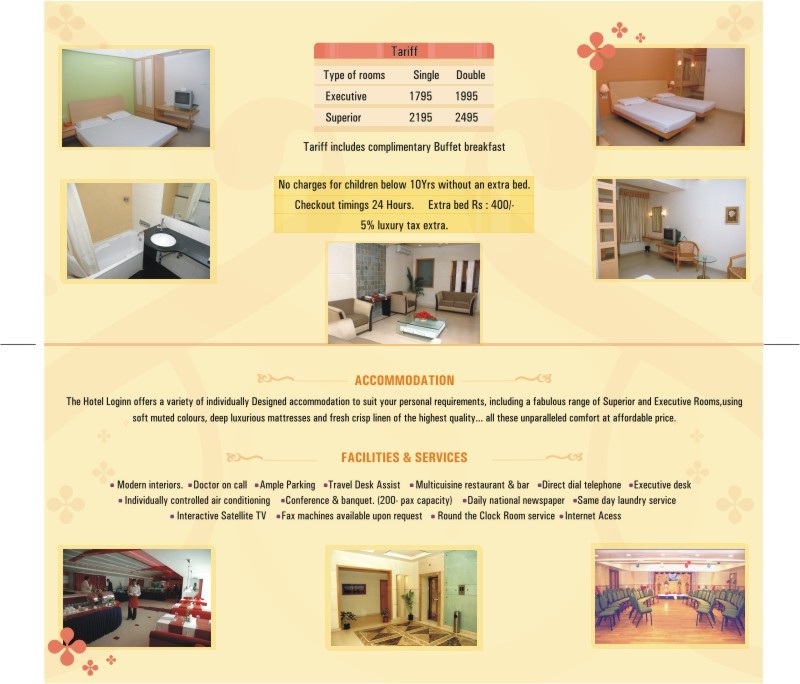 Tariff
Type of rooms Single Double
Executive 1795 1995
Superior 2195 2495
Tariff includes complimentary Buffet breakfast
No charges for children below 10Yrs without an extra bed.
Checkout timings 24 Hours. Extra bed Rs : 400/-
5% luxury tax extra.
ACCOMMODATION
The Hotel Loginn offers a variety of individually Designed accommodation to suit your personal requirements, including a fabulous range of Superior and Executive Rooms,using
soft muted colours, deep luxurious mattresses and fresh crisp linen of the highest quality... all these unparalleled comfort at affordable price.
FACILITIES & SERVICES
▪ Modern interiors. ▪Doctor on call ▪Ample Parking ▪Travel Desk Assist ▪Multicuisine restaurant & bar ▪Direct dial telephone ▪Executive desk
▪ Individually controlled air conditioning ▪Conference & banquet. (200- pax capacity) ▪Daily national newspaper ▪Same day laundry service
▪ Interactive Satellite TV ▪Fax machines available upon request ▪ Round the Clock Room service ▪Internet Acess